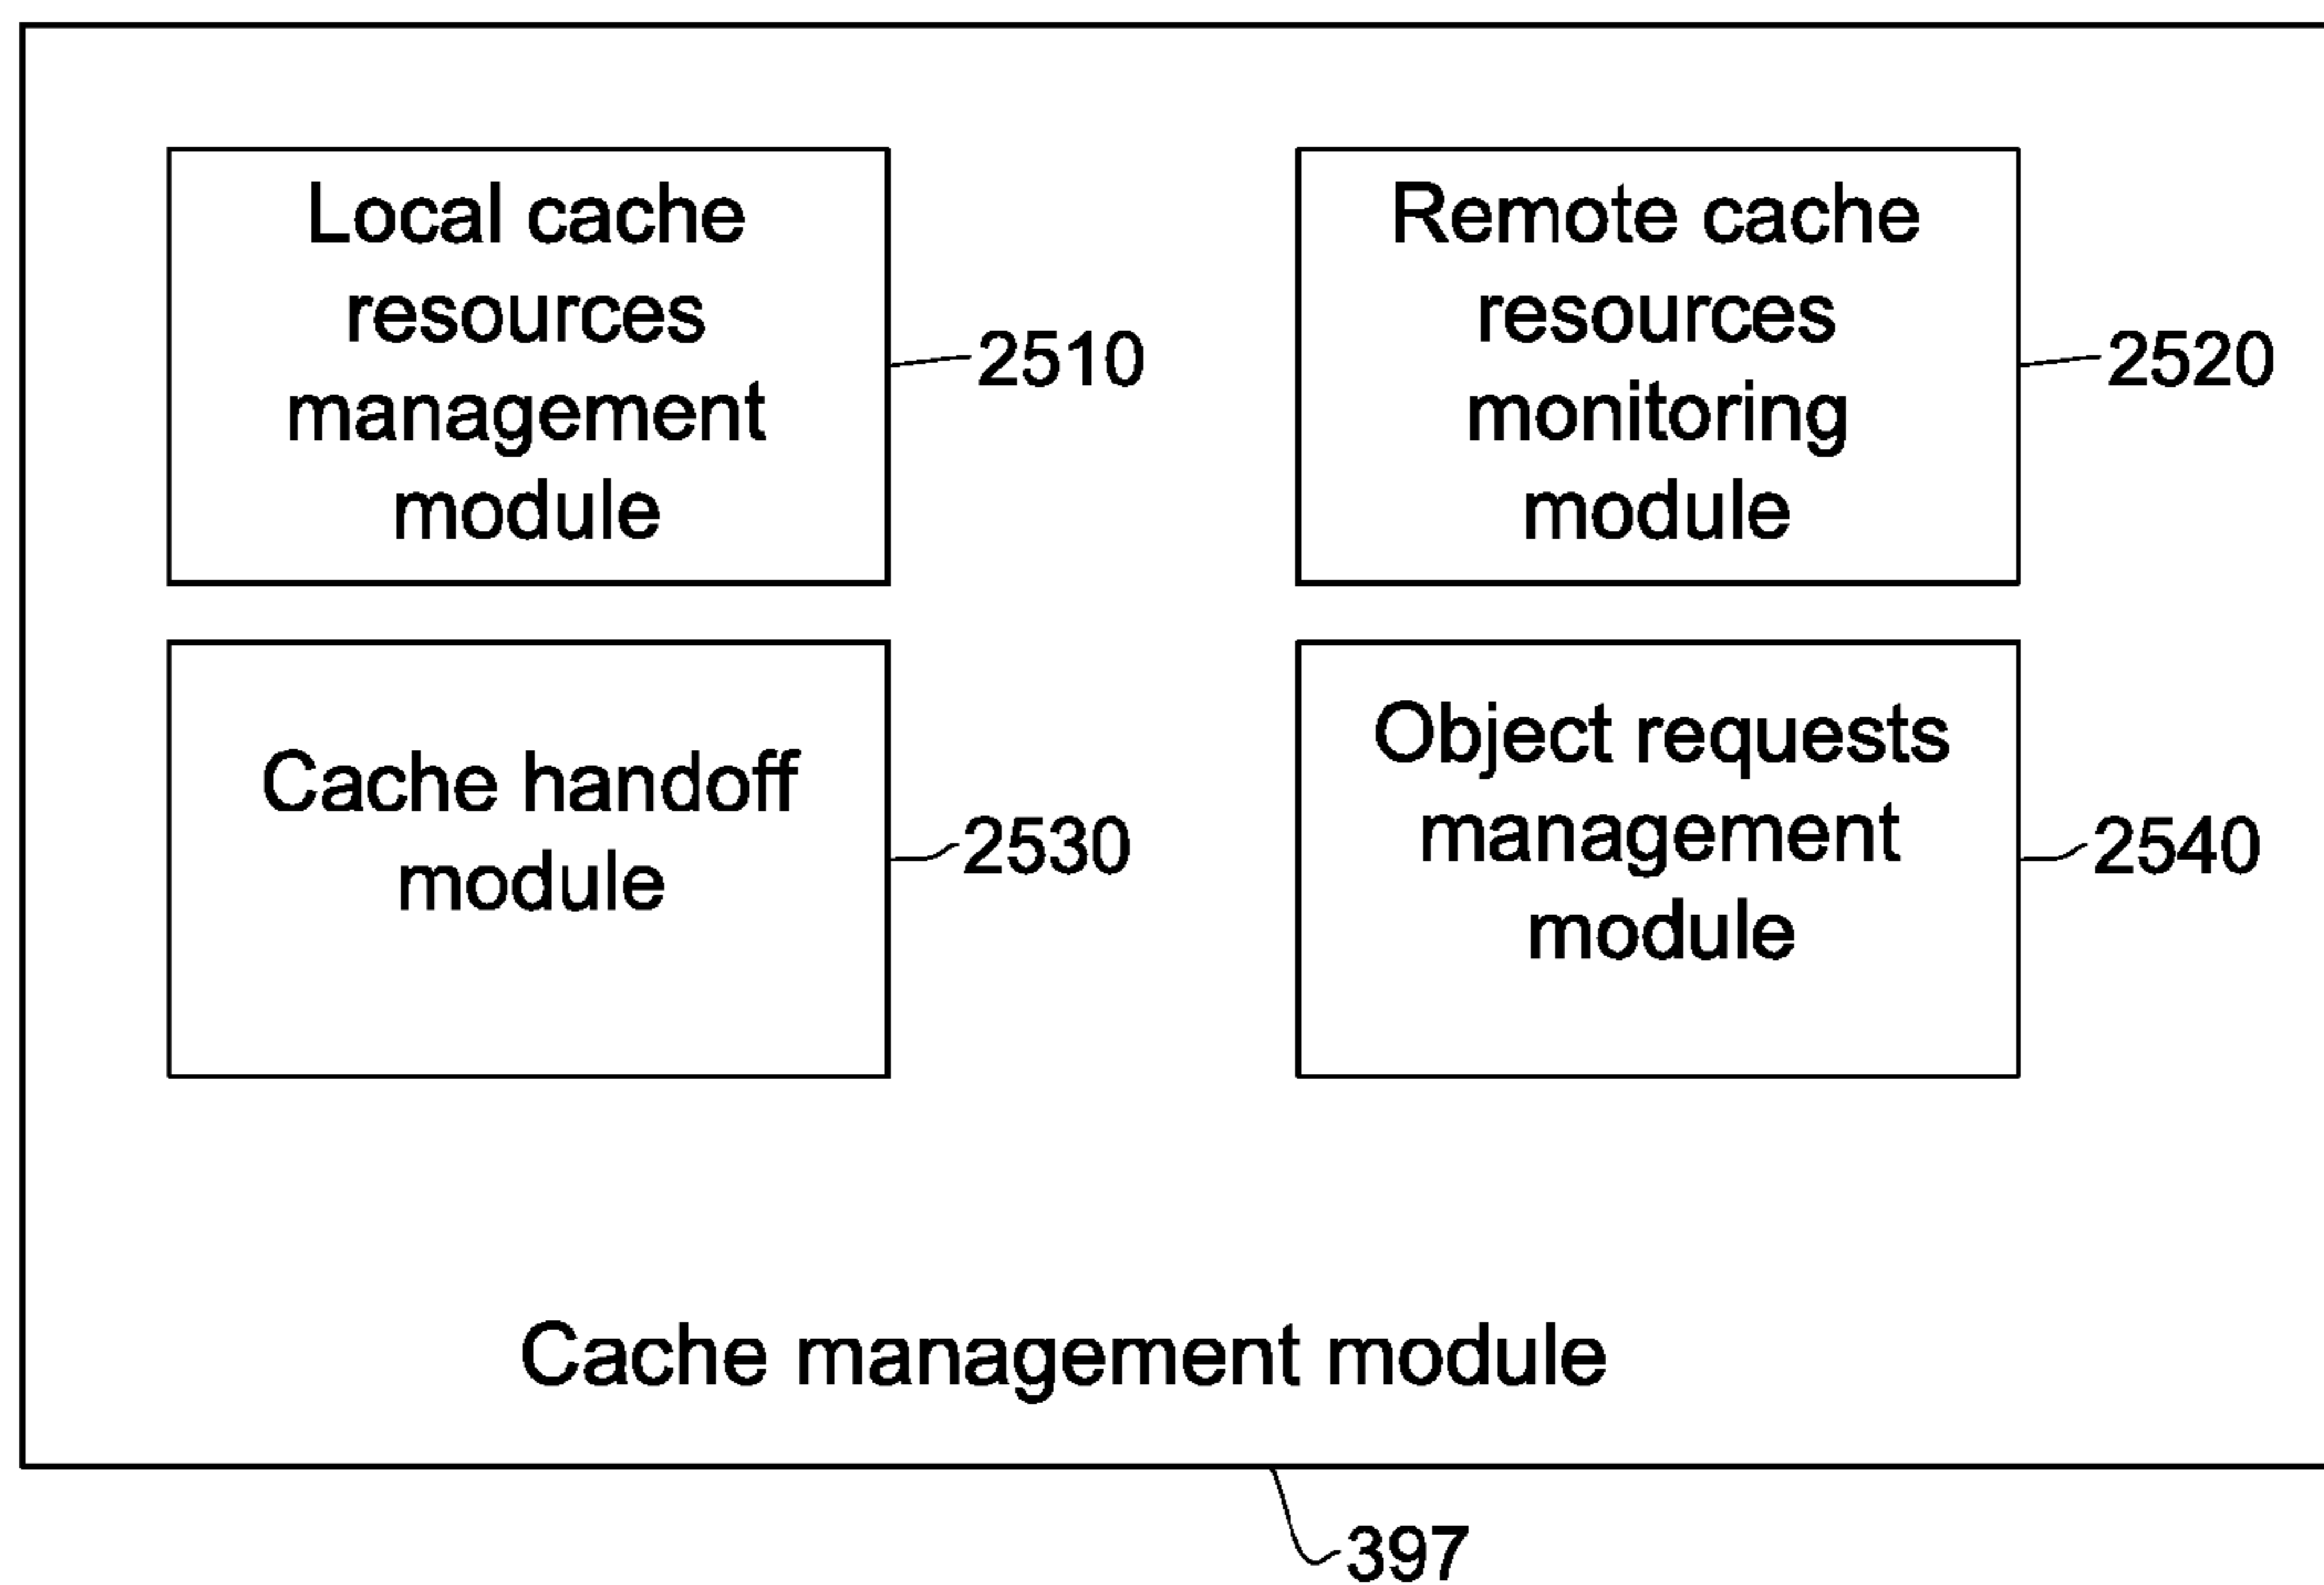 Local cache
resources
management
module
2510
Remote cache
resources
monitoring
module
2520
Cache handoff
module
2530
Object requests
management
module
2540
Cache management module
397